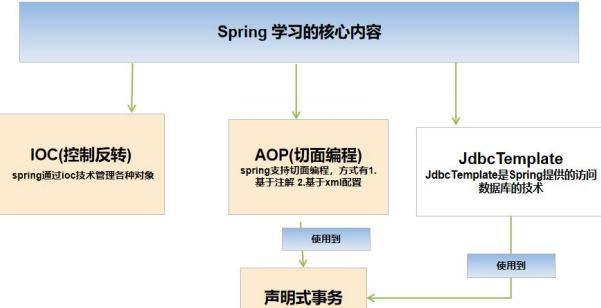 Spring 学习的核心内容
IOC(控制反转)
spring通过ioc技术管理各种对象
AOP(切面编程)
spring支持切面编程，方式有1.
基于注解 2.基于xml配置
JdbcTemplate
JdbcTemplate是Spring提供的访问
数据库的技术
使用到
使用到
声明式事务